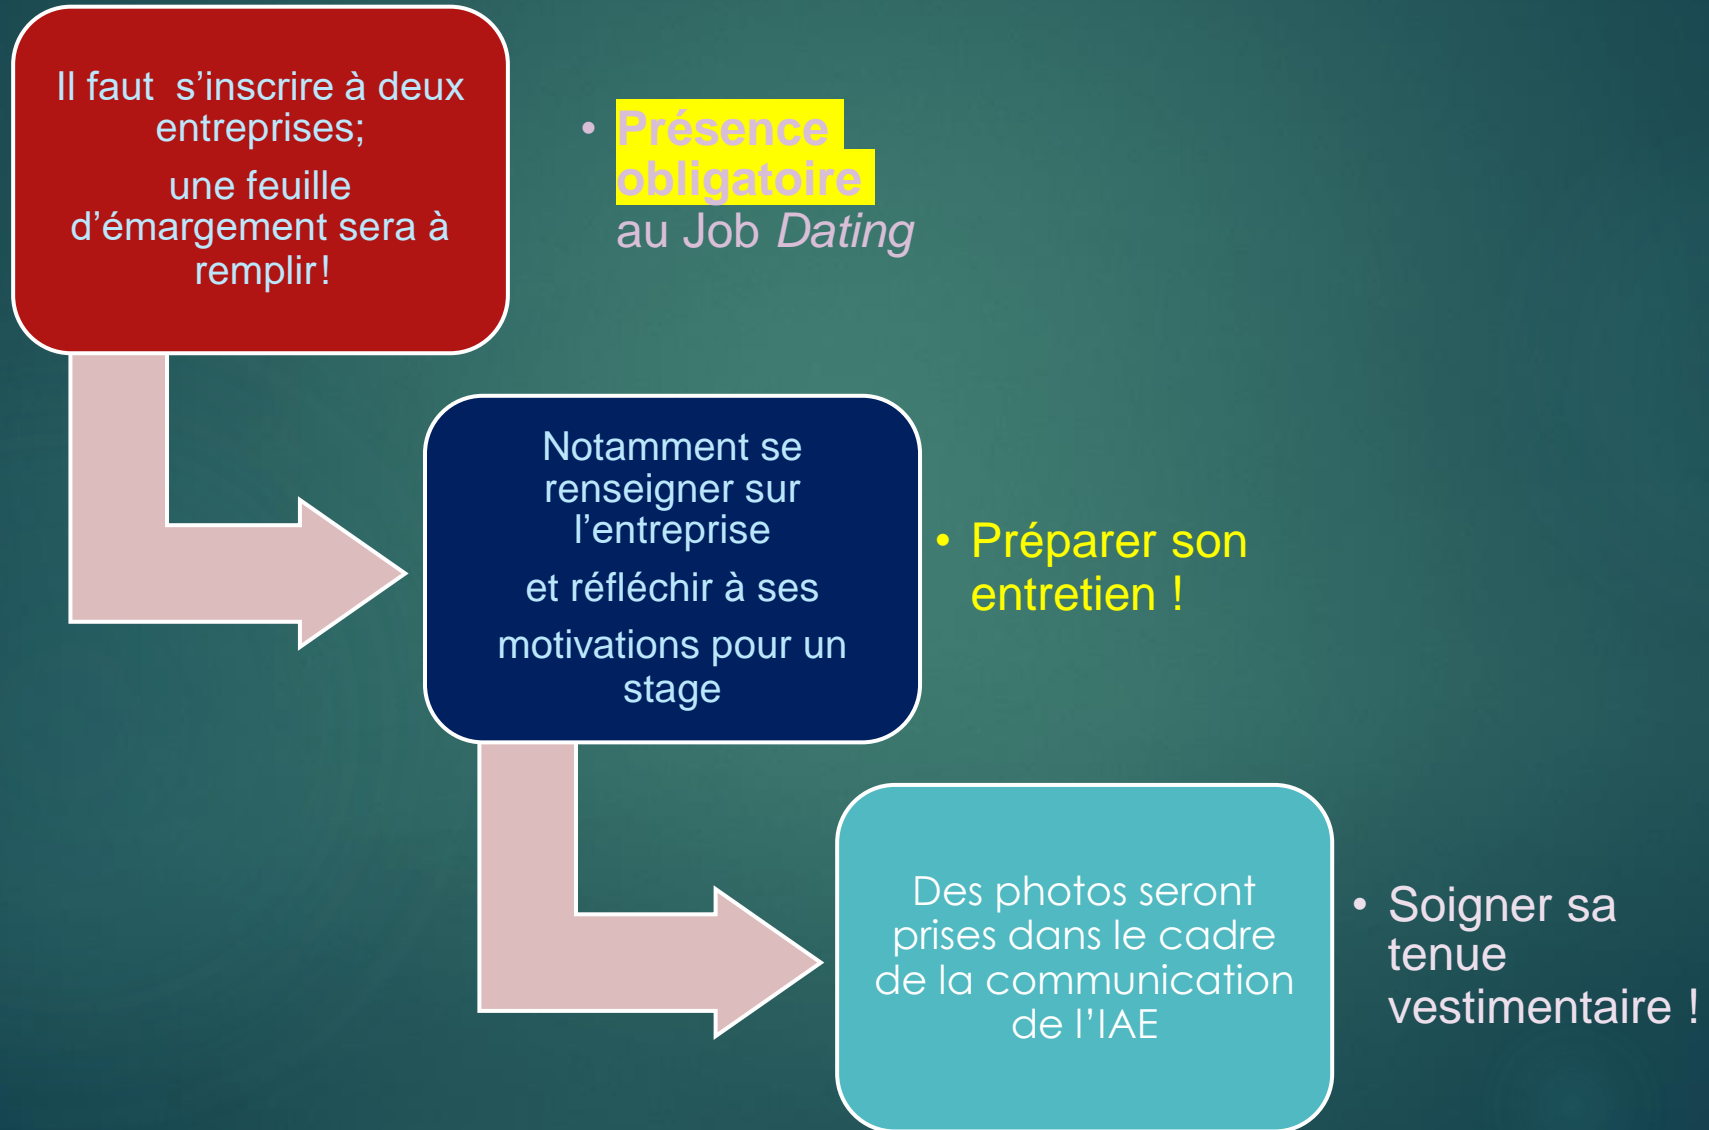 Il faut  s’inscrire à deux
entreprises;
une feuille
d’émargement sera à
remplir!
• Présence
obligatoire
au Job Dating
Notamment se
renseigner sur
l’entreprise
et réfléchir à ses
motivations pour un
stage
• Préparer son
entretien !
Des photos seront
prises dans le cadre
de la communication
de l’IAE
• Soigner sa
tenue
vestimentaire !